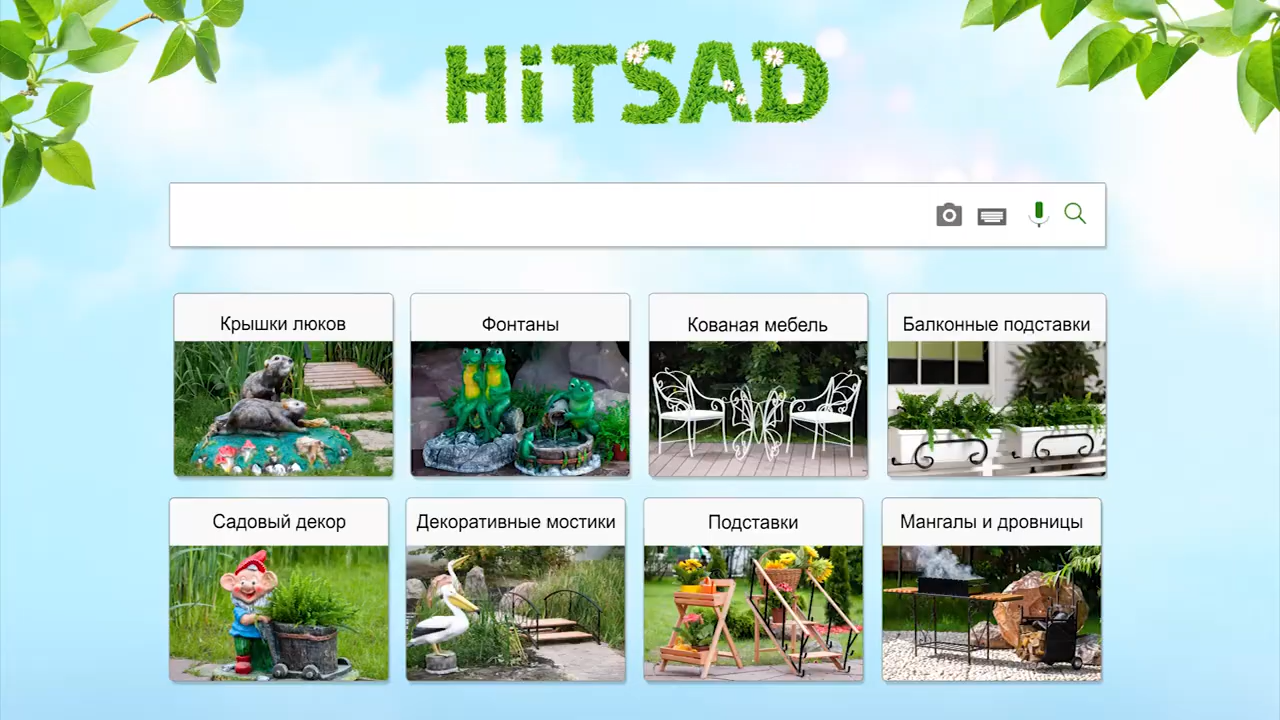 HiTSAD
Крышки люков
Фонтаны
Кованая мебель
Балконные подставки
Садовый декор
Декоративные мостики
Подставки
Мангалы и дровницы